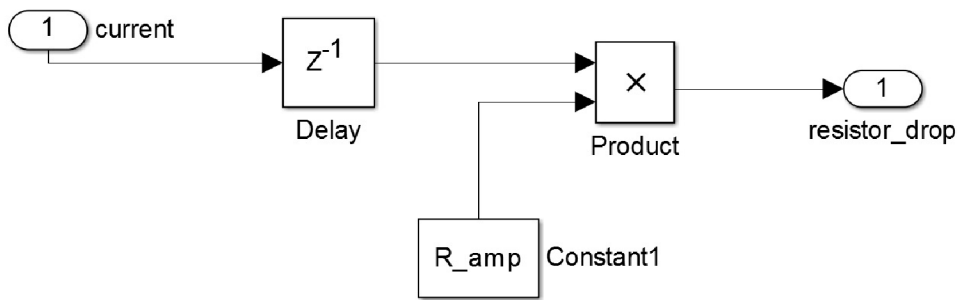 1 current
Z-1
Delay
×
Product
1
resistor_drop
R_amp Constant1